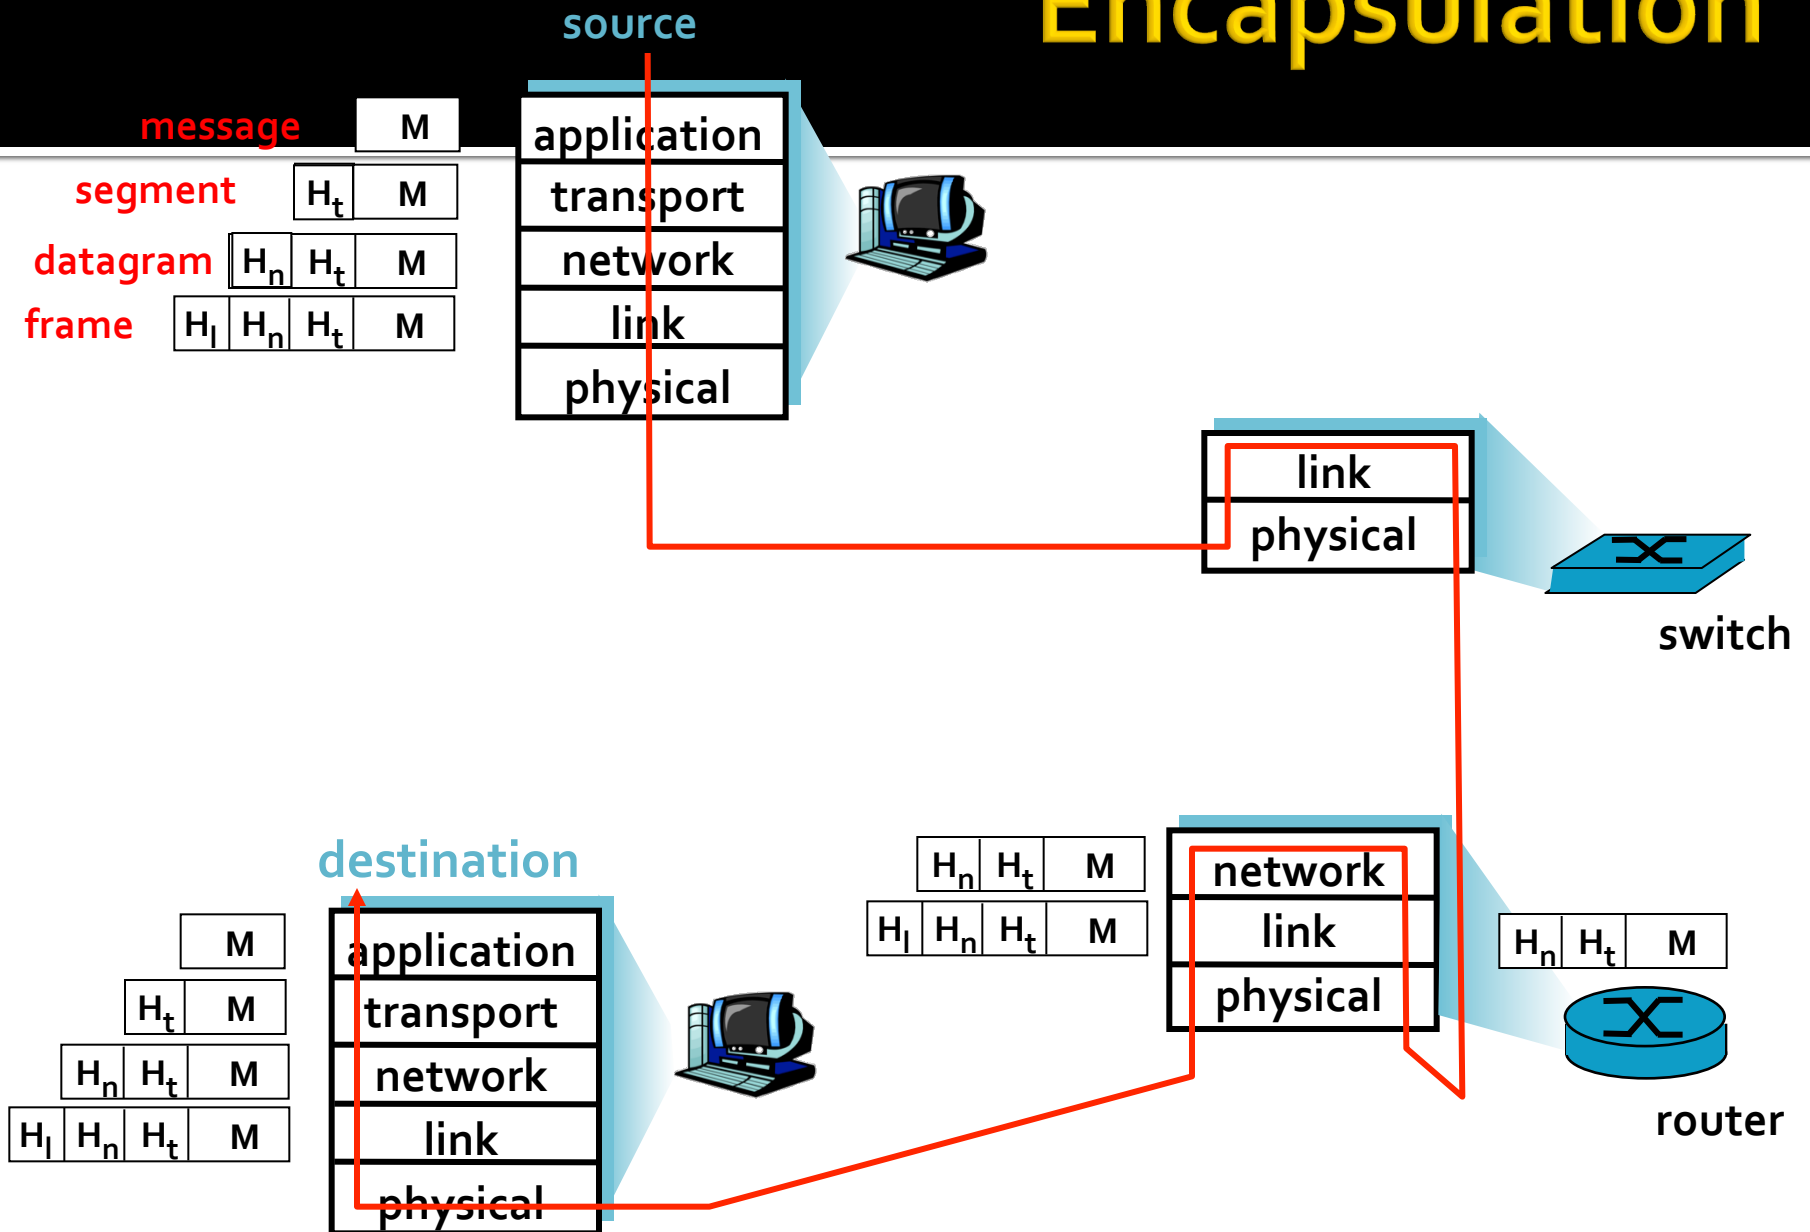 Encapsulation
source
message M application
segment Ht M transport
datagram Hn Ht M network
frame Hl Hn Ht M link
physical
link
physical
switch
destination
Hn Ht M network
Hl Hn Ht M link
Hn Ht M
physical
router
M application
Ht M transport
Hn Ht M network
Hl Hn Ht M link
physical